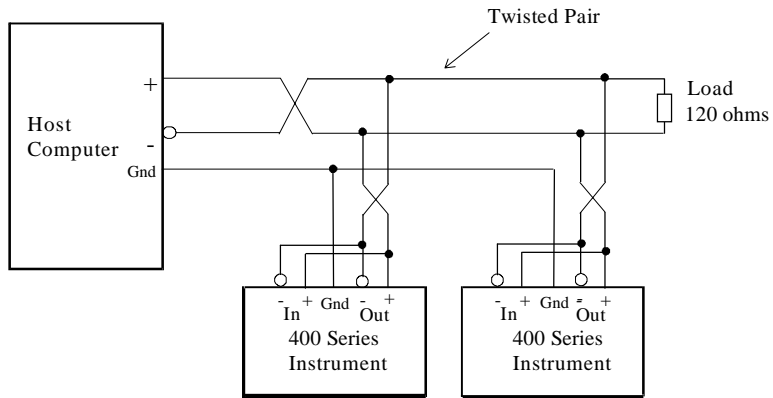 Twisted Pair
+
Load
120 ohms
Host
Computer
-
Gnd
- + Gnd - +
In Out
400 Series
Instrument
- + Gnd - +
In Out
400 Series
Instrument